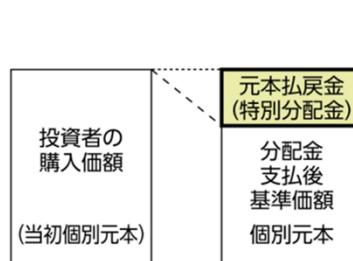 投資者の
購入価額
(当初個別元本)
元本払戻金
(特別分配金)
分配金
支払後
基準価額
個別元本